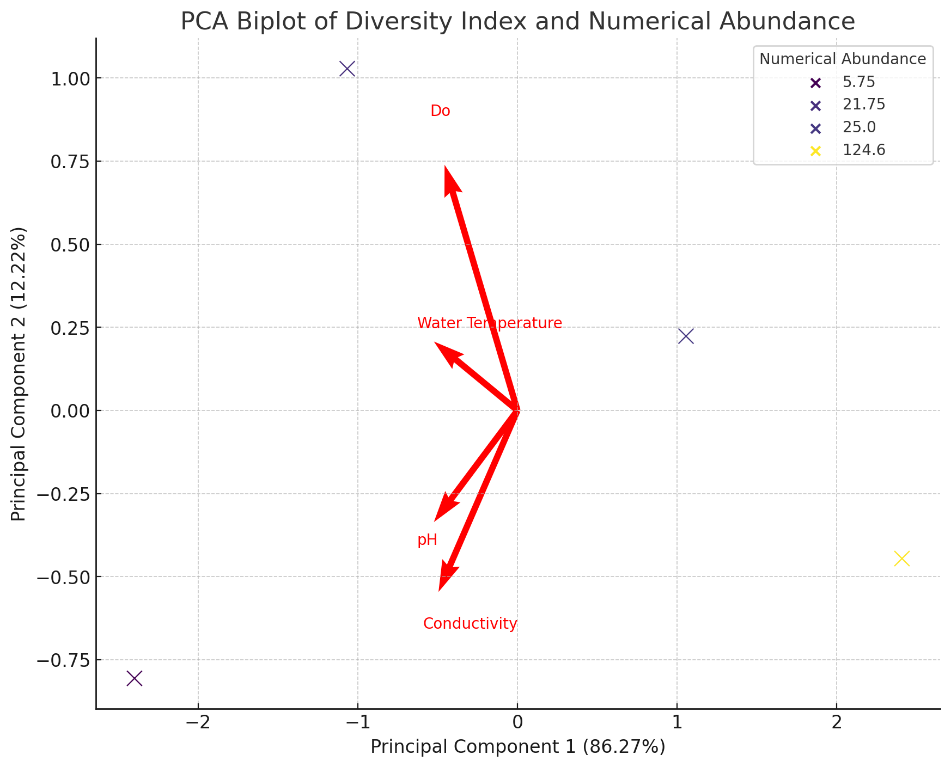 PCA Biplot of Diversity Index and Numerical Abundance
Numerical Abundance
5.75
21.75
25.0
124.6
Do
Water Temperature
pH
Conductivity
1.00
0.75
0.50
0.25
0.00
−0.25
−0.50
−0.75
Principal Component 2 (12.22%)
−2
−1
0
1
2
Principal Component 1 (86.27%)